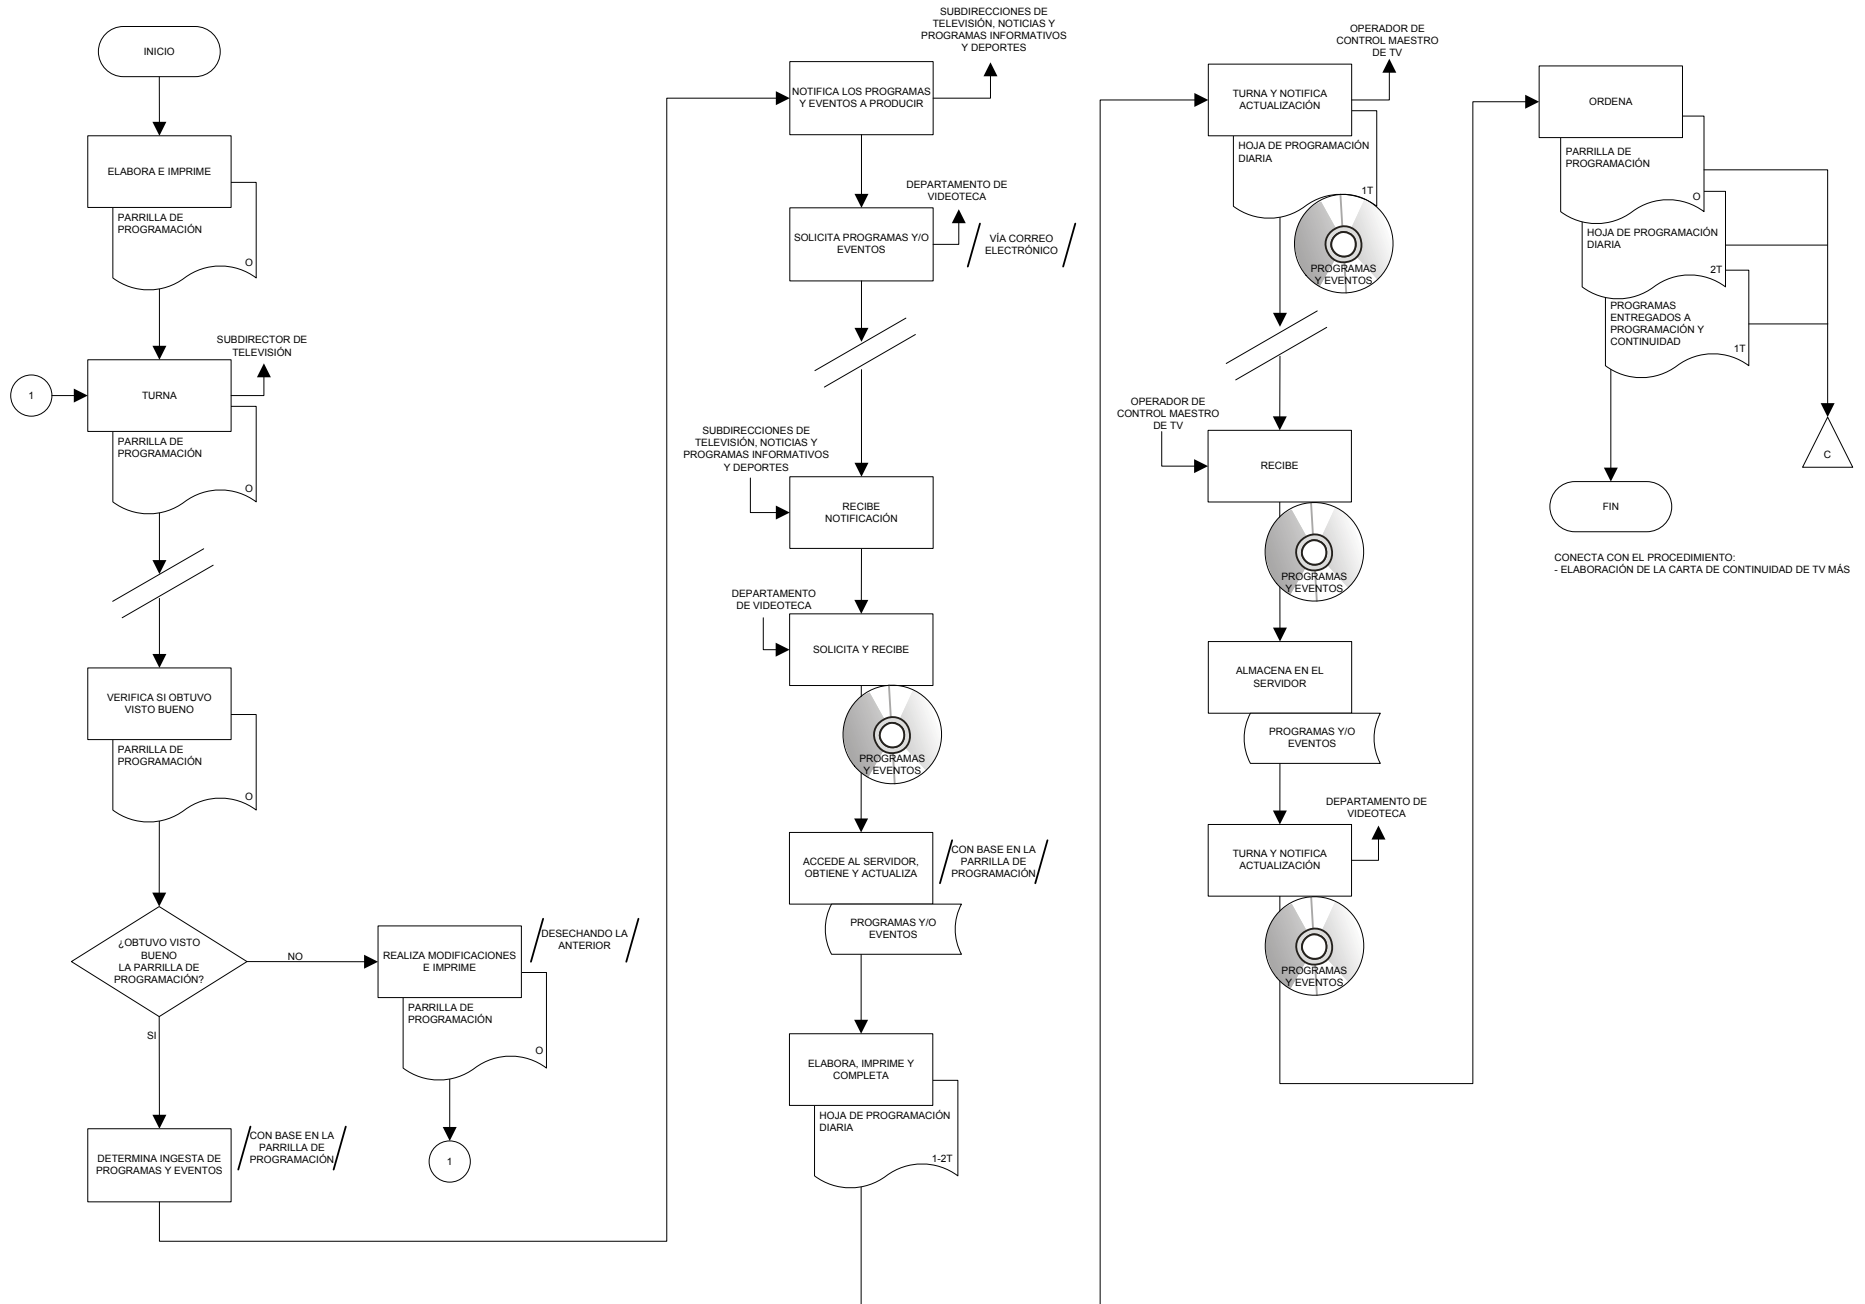 INICIO
ELABORA E IMPRIME
PARRILLA DE
PROGRAMACIÓN
O
SUBDIRECTOR DE
TELEVISIÓN
1
TURNA
PARRILLA DE
PROGRAMACIÓN
O
VERIFICA SI OBTUVO
VISTO BUENO
PARRILLA DE
PROGRAMACIÓN
O
¿OBTUVO VISTO
BUENO
LA PARRILLA DE
PROGRAMACIÓN?
NO
SI
REALIZA MODIFICACIONES
E IMPRIME
DESECHANDO LA
ANTERIOR
PARRILLA DE
PROGRAMACIÓN
O
1
DETERMINA INGESTA DE
PROGRAMAS Y EVENTOS
CON BASE EN LA
PARRILLA DE
PROGRAMACIÓN
SUBDIRECCIONES DE
TELEVISIÓN, NOTICIAS Y
PROGRAMAS INFORMATIVOS
Y DEPORTES
NOTIFICA LOS PROGRAMAS
Y EVENTOS A PRODUCIR
DEPARTAMENTO DE
VIDEOTECA
SOLICITA PROGRAMAS Y/O
EVENTOS
VÍA CORREO
ELECTRÓNICO
SUBDIRECCIONES DE
TELEVISIÓN, NOTICIAS Y
PROGRAMAS INFORMATIVOS
Y DEPORTES
RECIBE
NOTIFICACIÓN
DEPARTAMENTO
DE VIDEOTECA
SOLICITA Y RECIBE
PROGRAMAS
Y EVENTOS
ACCEDE AL SERVIDOR,
OBTIENE Y ACTUALIZA
CON BASE EN LA
PARRILLA DE
PROGRAMACIÓN
PROGRAMAS Y/O
EVENTOS
ELABORA, IMPRIME Y
COMPLETA
HOJA DE PROGRAMACIÓN
DIARIA
1-2T
OPERADOR DE
CONTROL MAESTRO
DE TV
TURNA Y NOTIFICA
ACTUALIZACIÓN
HOJA DE PROGRAMACIÓN
DIARIA
1T
PROGRAMAS
Y EVENTOS
OPERADOR DE
CONTROL MAESTRO
DE TV
RECIBE
PROGRAMAS
Y EVENTOS
ALMACENA EN EL
SERVIDOR
PROGRAMAS Y/O
EVENTOS
DEPARTAMENTO DE
VIDEOTECA
TURNA Y NOTIFICA
ACTUALIZACIÓN
PROGRAMAS
Y EVENTOS
ORDENA
PARRILLA DE
PROGRAMACIÓN
O
HOJA DE PROGRAMACIÓN
DIARIA
2T
PROGRAMAS
ENTREGADOS A
PROGRAMACIÓN Y
CONTINUIDAD
1T
C
FIN
CONECTA CON EL PROCEDIMIENTO:
- ELABORACIÓN DE LA CARTA DE CONTINUIDAD DE TV MÁS